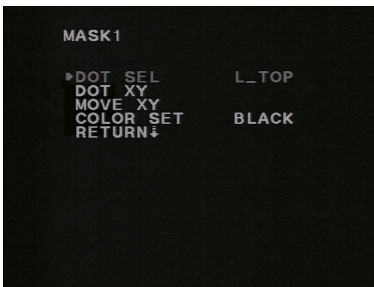 MASK1
▶DOT SEL L_TOP
DOT XY
MOVE XY
COLOR SET BLACK
RETURN↓